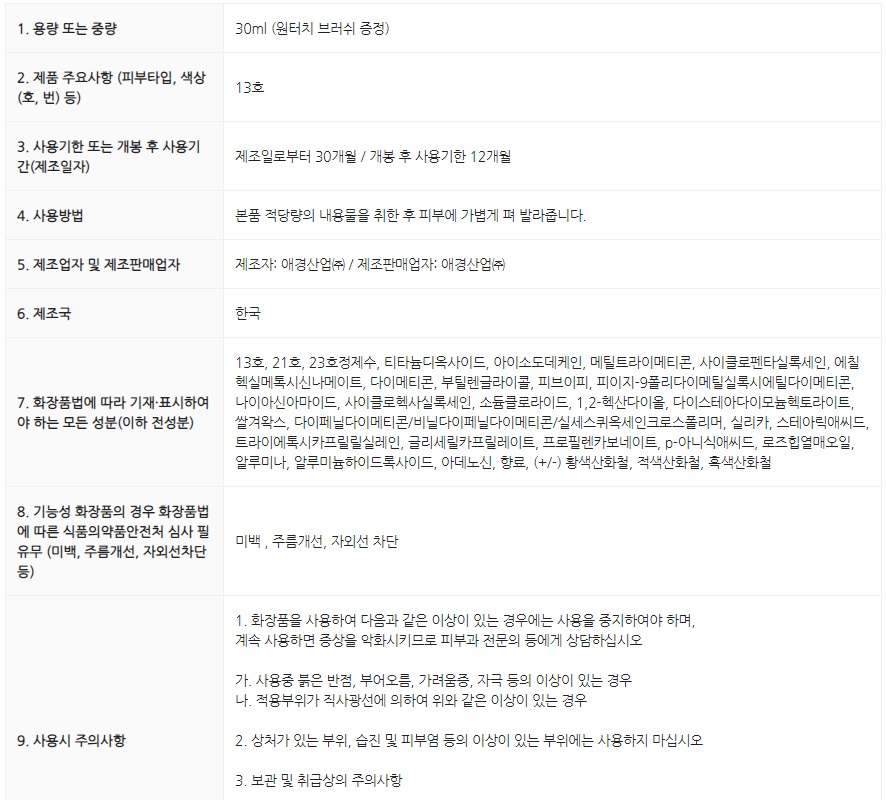 1. 용량 또는 중량
30ml (원터치 브러쉬 증정)
2. 제품 주요사항 (피부타입, 색상
(호, 번) 등)
13호
3. 사용기한 또는 개봉 후 사용기
간(제조일자)
제조일로부터 30개월 / 개봉 후 사용기한 12개월
4. 사용방법
본품 적당량의 내용물을 취한 후 피부에 가볍게 펴 발라줍니다.
5. 제조업자 및 제조판매업자
제조자: 애경산업㈜ / 제조판매업자: 애경산업㈜
6. 제조국
한국
7. 화장품법에 따라 기재·표시하여
야 하는 모든 성분(이하 전성분)
13호, 21호, 23호정제수, 티타늄디옥사이드, 아이소도데케인, 메틸트라이메티콘, 사이클로펜타실록세인, 에칠
헥실메톡시신나메이트, 다이메티콘, 부틸렌글라이콜, 피브이피, 피이지-9폴리다이메틸실록시에틸다이메티콘,
나이아신아마이드, 사이클로헥사실록세인, 소듐클로라이드, 1,2-헥산다이올, 다이스테아다이모늄헥토라이트,
쌀겨왁스, 다이페닐다이메티콘/비닐다이페닐다이메티콘/실세스퀴옥세인크로스폴리머, 실리카, 스테아릭애씨드,
트라이에톡시카프릴릴실레인, 글리세릴카프릴레이트, 프로필렌카보네이트, p-아니식애씨드, 로즈힙열매오일,
알루미나, 알루미늄하이드록사이드, 아데노신, 향료, (+/-) 황색산화철, 적색산화철, 흑색산화철
8. 기능성 화장품의 경우 화장품법
에 따른 식품의약품안전처 심사 필
유무 (미백, 주름개선, 자외선차단
등)
미백 , 주름개선, 자외선 차단
9. 사용시 주의사항
1. 화장품을 사용하여 다음과 같은 이상이 있는 경우에는 사용을 중지하여야 하며,
계속 사용하면 증상을 악화시키므로 피부과 전문의 등에게 상담하십시오
가. 사용중 붉은 반점, 부어오름, 가려움증, 자극 등의 이상이 있는 경우
나. 적용부위가 직사광선에 의하여 위와 같은 이상이 있는 경우
2. 상처가 있는 부위, 습진 및 피부염 등의 이상이 있는 부위에는 사용하지 마십시오
3. 보관 및 취급상의 주의사항